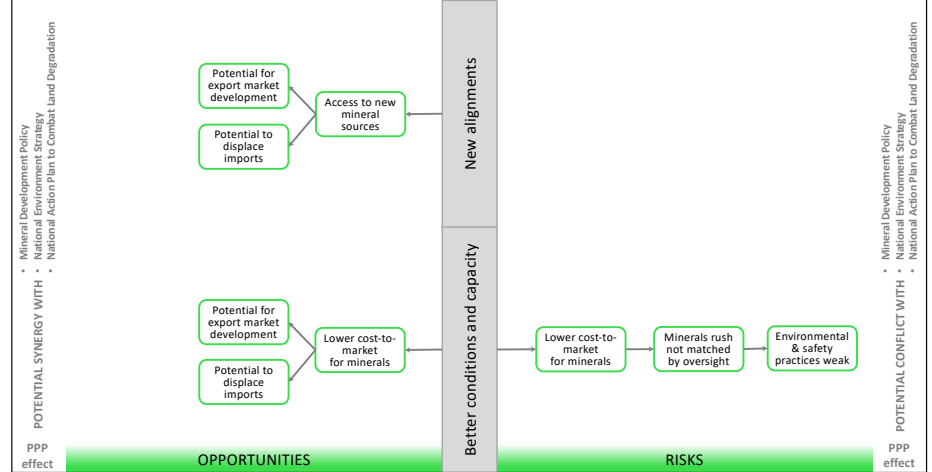 • Mineral Development Policy
POTENTIAL SYNERGY WITH • National Environment Strategy
• National Action Plan to Combat Land Degradation
PPP
effect
Potential for
export market
development
Potential to
displace
imports
Access to new
mineral
sources
New alignments
Potential for
export market
development
Potential to
displace
imports
Lower cost-to-
market
for minerals
Better conditions and capacity
Lower cost-to-
market
for minerals
Minerals rush
not matched
by oversight
Environmental
& safety
practices weak
• Mineral Development Policy
POTENTIAL CONFLICT WITH • National Environment Strategy
• National Action Plan to Combat Land Degradation
PPP
effect
OPPORTUNITIES
RISKS